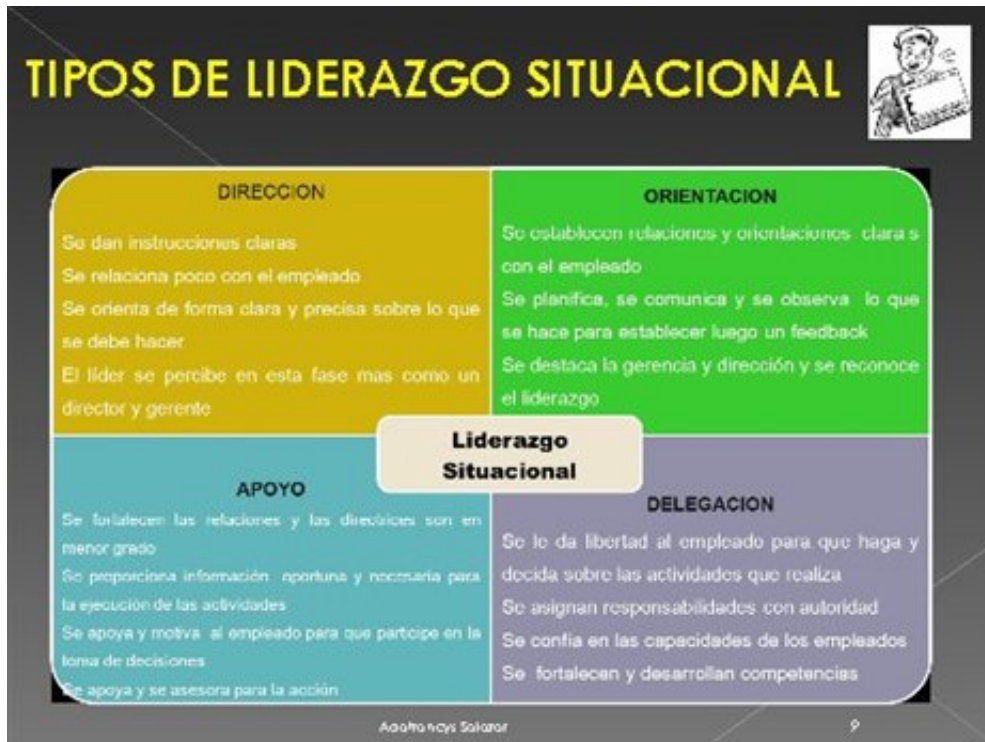 TIPOS DE LIDERAZGO SITUACIONAL
DIRECCION
Se dan instrucciones claras
Se relaciona poco con el empleado
Se orienta de forma clara y precisa sobre lo que
se debe hacer
El líder se percibe en esta fase mas como un
director y gerente
ORIENTACION
Se establecen relaciones y orientaciones clara s
con el empleado
Se planifica, se comunica y se observa lo que
se hace para establecer luego un feedback
Se destaca la gerencia y dirección y se reconoce
el liderazgo
Liderazgo
Situacional
APOYO
Se fortalecen las relaciones y las directrices son en
menor grado
Se proporciona información oportuna y necesaria para
la ejecución de las actividades
Se apoya y motiva al empleado para que participe en la
toma de decisiones
Se apoya y se asesora para la acción
DELEGACION
Se le da libertad al empleado para que haga y
decida sobre las actividades que realiza
Se asignan responsabilidades con autoridad
Se confia en las capacidades de los empleados
Se fortalecen y desarrollan competencias
Salazar
9